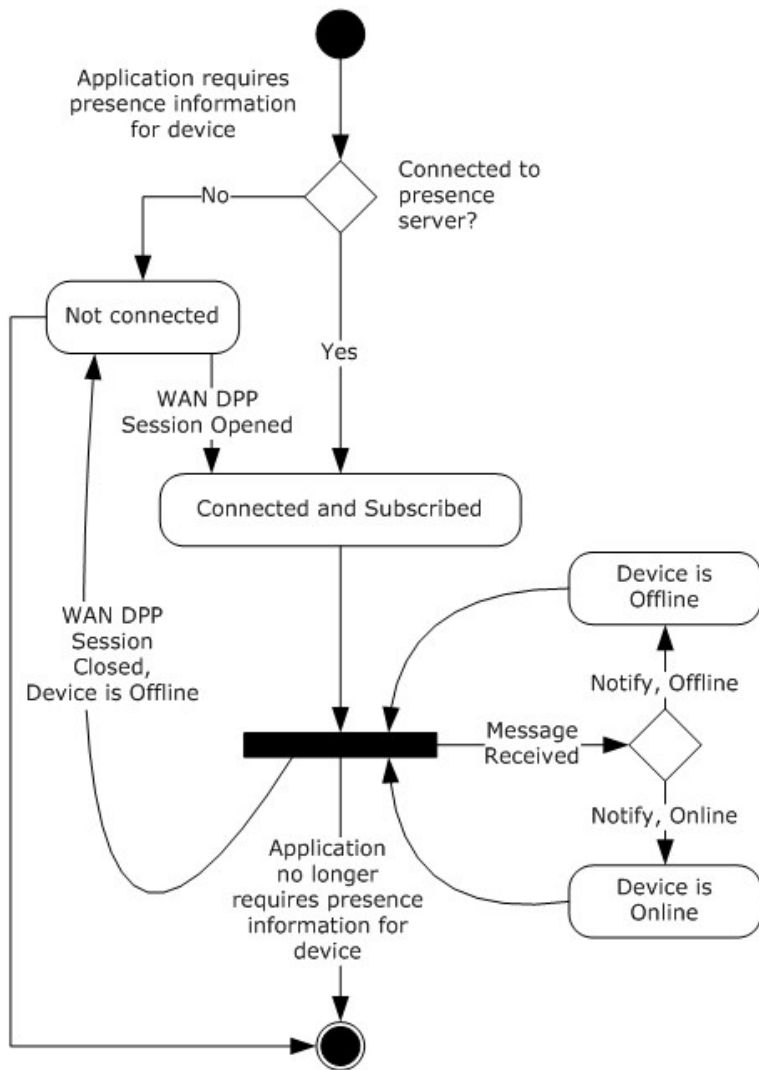 Application requires
presence information
for device
Connected to
presence
server?
No
Not connected
Yes
WAN DPP
Session Opened
Connected and Subscribed
Device is
Offline
WAN DPP
Session
Closed,
Device is Offline
Notify, Offline
Message
Received
Notify, Online
Application
no longer
requires presence
information for
device
Device is
Online